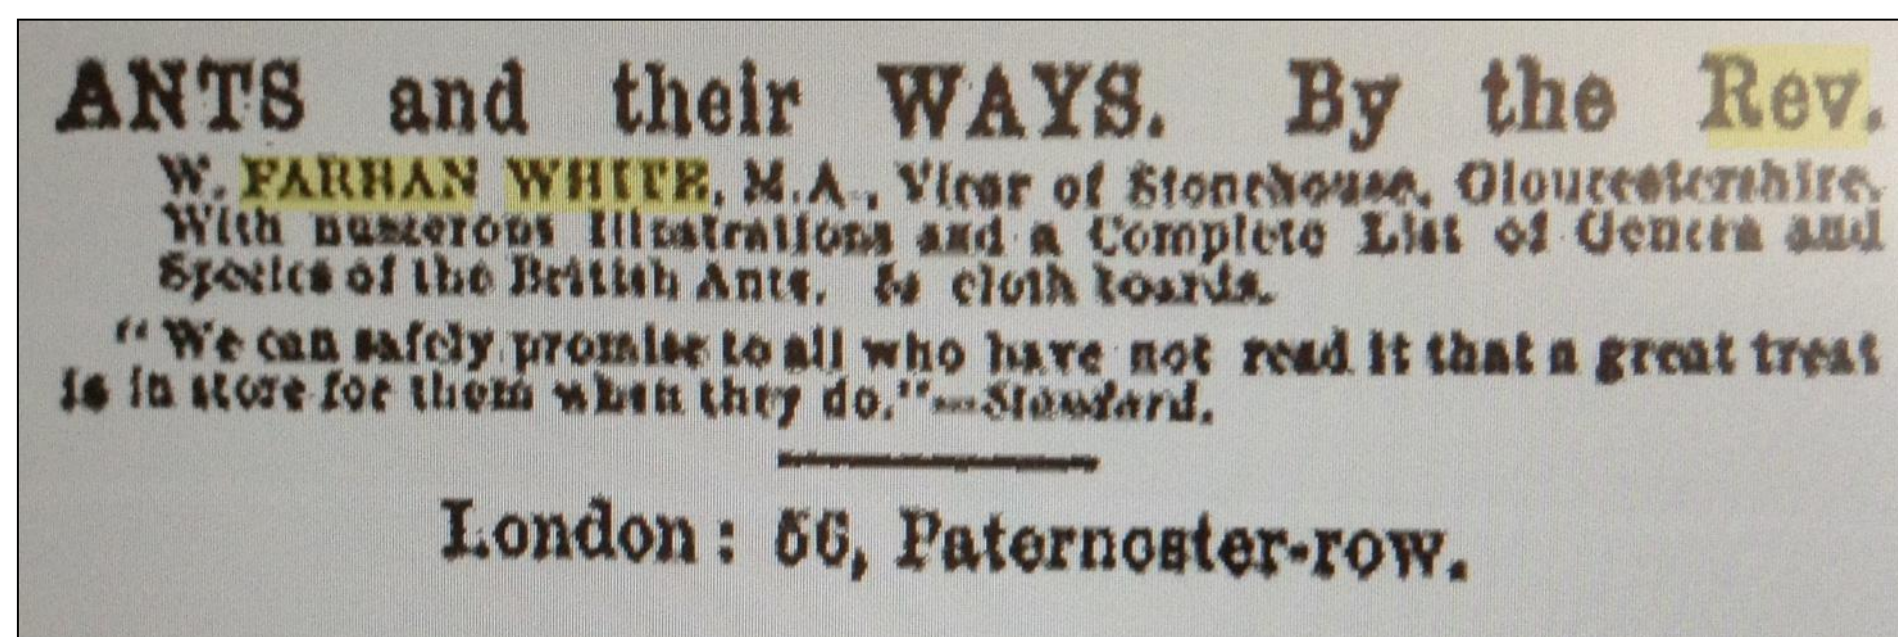 ANTS and their WAYS. By the Rev.
W. FARRAN WHITE, M.A., Vicar of Stonehouse, Gloucestershire.
With numerous Illustrations and a Complete List of Genera and
Species of the British Ants. cloth boards.
"We can safely promise to all who have not read it that a great treat
is in store for them when they do."—Standard.
London: 56, Paternoster-row.